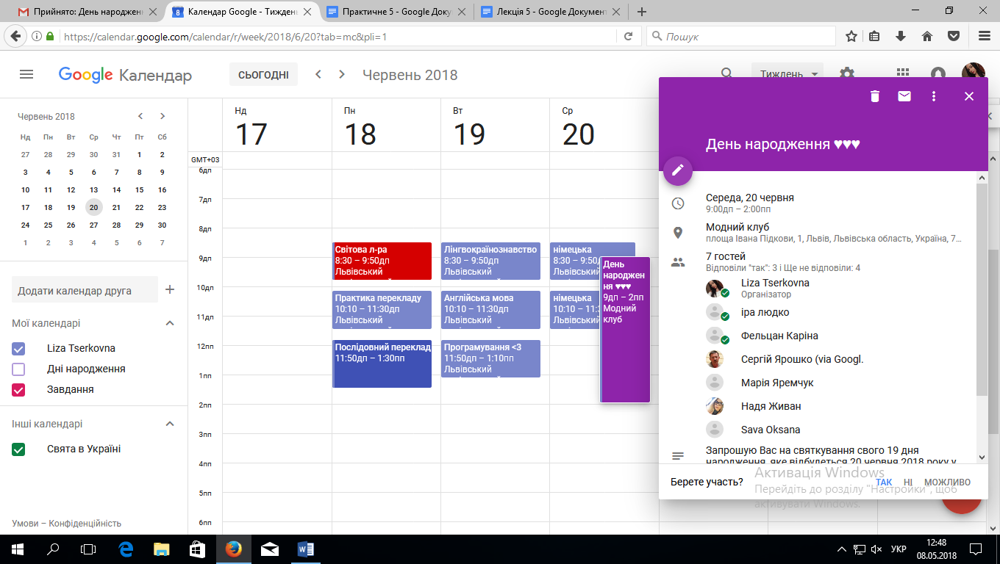 Прийнято: День народжен
Календар Google - Тиждень
Практичне 5 - Google Доку
Лекція 5 - Google Документ
https://calendar.google.com/calendar/r/week/2018/6/20?tab=mc&pli=1
Пошук
Google Календар
СЬОГОДНІ
Червень 2018
Тиждень
Червень 2018
Нд Пн Вт Ср Чт Пт Сб
27 28 29 30 31 1 2
3 4 5 6 7 8 9
10 11 12 13 14 15 16
17 18 19 20 21 22 23
24 25 26 27 28 29 30
1 2 3 4 5 6 7
Додати календар друга
Мої календарі
Liza Tserkovna
Дні народження
Завдання
Інші календарі
Свята в Україні
Умови – Конфіденційність
Нд Пн Вт Ср
17 18 19 20
GMT+03
6дп
7дп
8дп
9дп
10дп
11дп
12пп
1пп
2пп
3пп
4пп
5пп
6пп
Світова л-ра
8:30 – 9:50дп
Львівський
Практика перекладу
10:10 – 11:30дп
Львівський
Послідовний переклад
11:50дп – 1:30пп
Лінгвокраїнознавство
8:30 – 9:50дп
Львівський
Англійська мова
10:10 – 11:30дп
Львівський
Програмування <3
11:50дп – 1:10пп
Львівський
німецька
8:30 – 9:50д
Львівський
німецька
10:10 – 11:3
Львівський
День
народжен
ня ♥♥♥
9дп – 2пп
Модний
клуб
День народження ♥♥♥
Середа, 20 червня
9:00дп – 2:00пп
Модний клуб
площа Івана Підкови, 1, Львів, Львівська область, Україна, 7...
7 гостей
Відповіли "так": 3 і Ще не відповіли: 4
Liza Tserkovna
Організатор
іра людко
Фельцан Каріна
Сергій Ярошко (via Googl.
Марія Яремчук
Надя Живан
Sava Oksana
Запрошую Вас на святкування свого 19 дня
народження, яке відбудеться 20 червня 2018 року у
Берете участь? ТАК НІ МОЖЛИВО
Активація Windows
Перейдіть до розділу "Настройки", щоб
активувати Windows.
УКР
12:48
08.05.2018